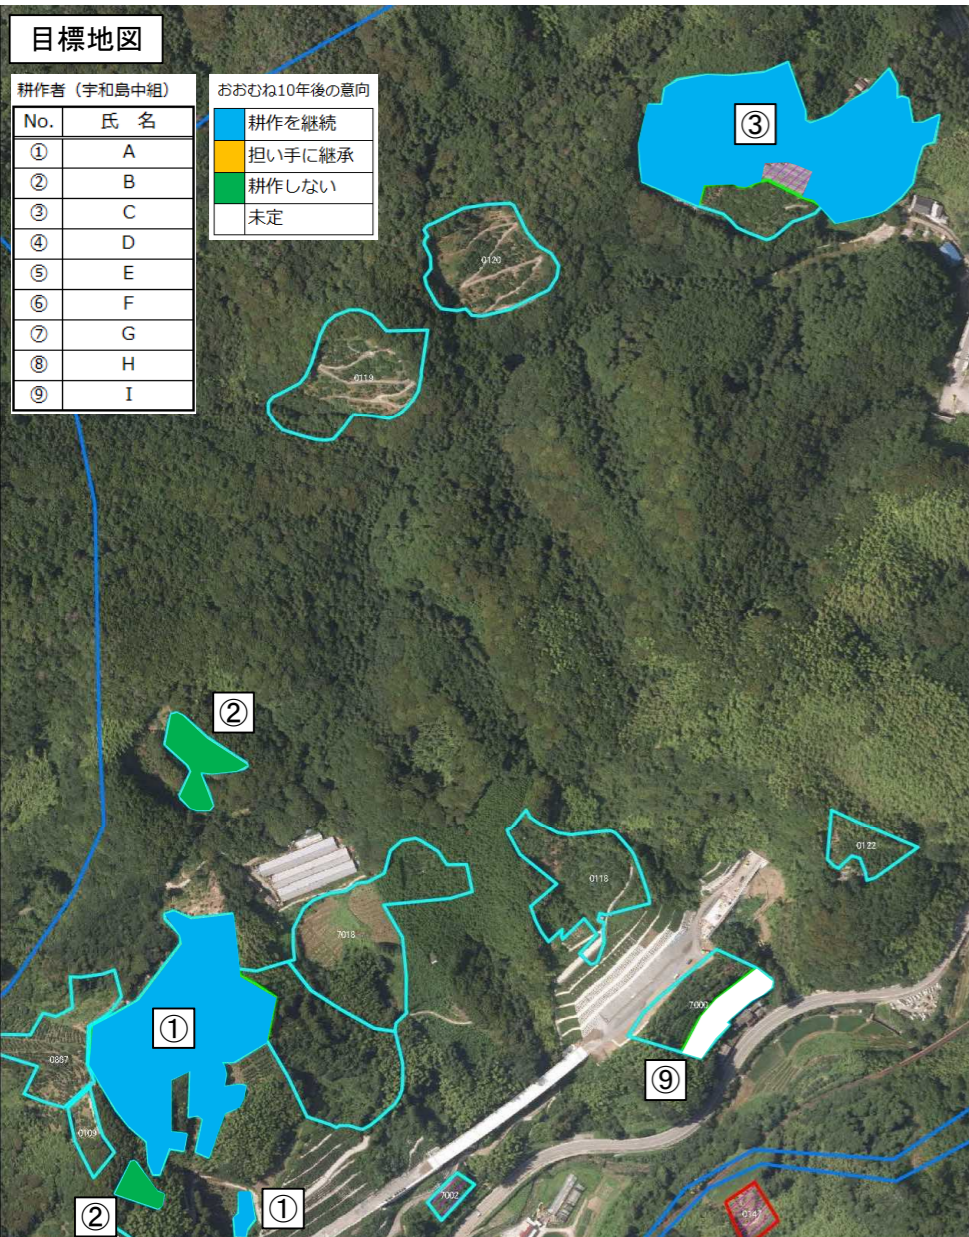 目標地図
耕作者（宇和島中組）
No. 氏 名
① A
② B
③ C
④ D
⑤ E
⑥ F
⑦ G
⑧ H
⑨ I
おおむね10年後の意向
耕作を継続
担い手に継承
耕作しない
未定
③
0120
0119
②
0122
0118
7018
7000
①
0887
⑨
0109
7002
0147
②
①